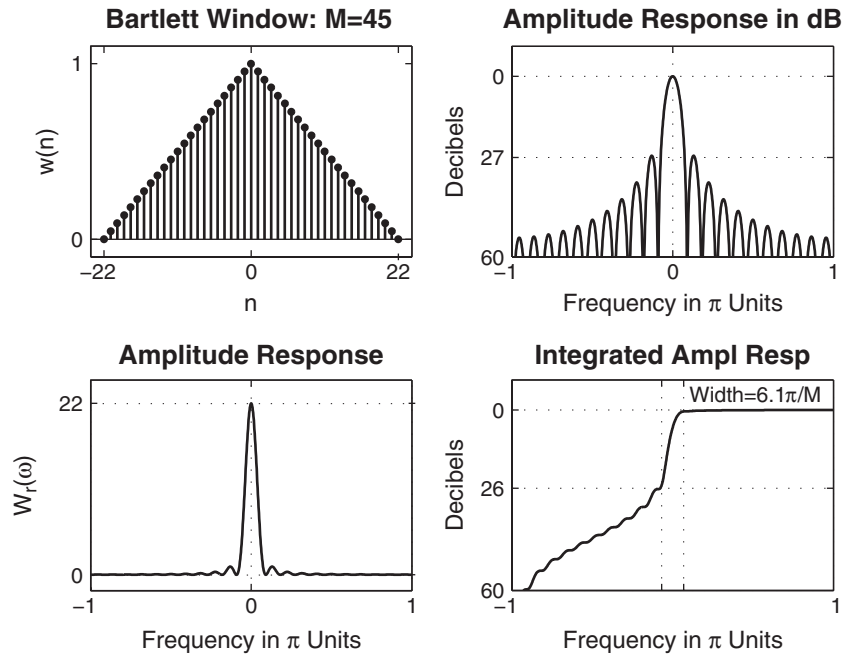 Bartlett Window: M=45
1
w(n)
0
−22
0
22
n
Amplitude Response in dB
0
Decibels
27
60
−1
0
1
Frequency in π Units
Amplitude Response
22
Wr(ω)
0
−1
0
1
Frequency in π Units
Integrated Ampl Resp
Width=6.1π/M
0
Decibels
26
60
−1
1
Frequency in π Units